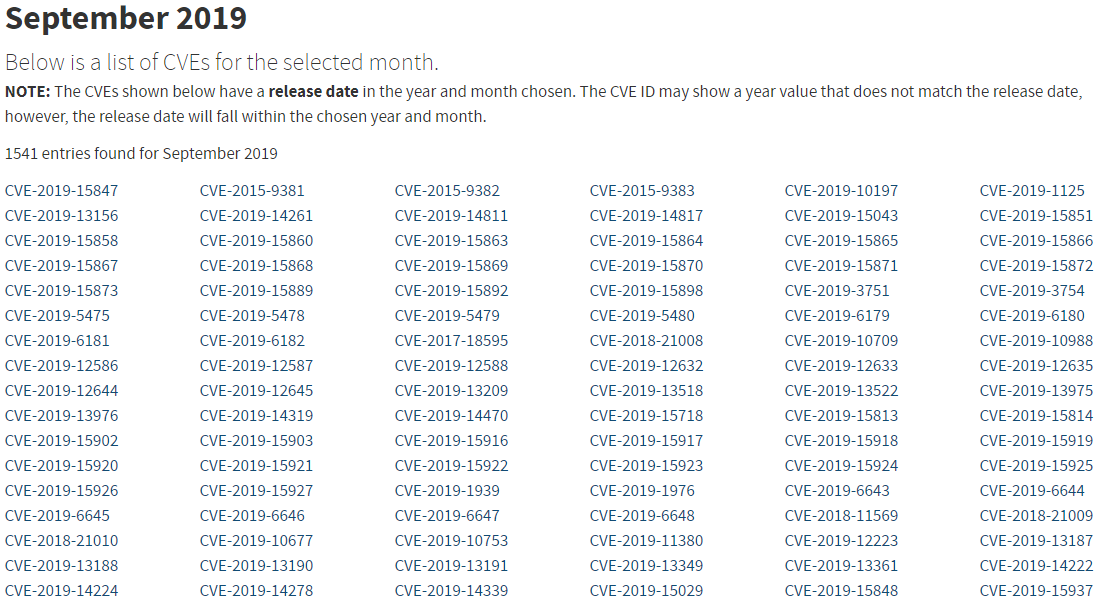 September 2019
Below is a list of CVEs for the selected month.
NOTE: The CVEs shown below have a release date in the year and month chosen. The CVE ID may show a year value that does not match the release date,
however, the release date will fall within the chosen year and month.
1541 entries found for September 2019
CVE-2019-15847 CVE-2015-9381 CVE-2015-9382 CVE-2015-9383 CVE-2019-10197 CVE-2019-1125
CVE-2019-13156 CVE-2019-14261 CVE-2019-14811 CVE-2019-14817 CVE-2019-15043 CVE-2019-15851
CVE-2019-15858 CVE-2019-15860 CVE-2019-15863 CVE-2019-15864 CVE-2019-15865 CVE-2019-15866
CVE-2019-15867 CVE-2019-15868 CVE-2019-15869 CVE-2019-15870 CVE-2019-15871 CVE-2019-15872
CVE-2019-15873 CVE-2019-15889 CVE-2019-15892 CVE-2019-15898 CVE-2019-3751 CVE-2019-3754
CVE-2019-5475 CVE-2019-5478 CVE-2019-5479 CVE-2019-5480 CVE-2019-6179 CVE-2019-6180
CVE-2019-6181 CVE-2019-6182 CVE-2017-18595 CVE-2018-21008 CVE-2019-10709 CVE-2019-10988
CVE-2019-12586 CVE-2019-12587 CVE-2019-12588 CVE-2019-12632 CVE-2019-12633 CVE-2019-12635
CVE-2019-12644 CVE-2019-12645 CVE-2019-13209 CVE-2019-13518 CVE-2019-13522 CVE-2019-13975
CVE-2019-13976 CVE-2019-14319 CVE-2019-14470 CVE-2019-15718 CVE-2019-15813 CVE-2019-15814
CVE-2019-15902 CVE-2019-15903 CVE-2019-15916 CVE-2019-15917 CVE-2019-15918 CVE-2019-15919
CVE-2019-15920 CVE-2019-15921 CVE-2019-15922 CVE-2019-15923 CVE-2019-15924 CVE-2019-15925
CVE-2019-15926 CVE-2019-15927 CVE-2019-1939 CVE-2019-1976 CVE-2019-6643 CVE-2019-6644
CVE-2019-6645 CVE-2019-6646 CVE-2019-6647 CVE-2019-6648 CVE-2018-11569 CVE-2018-21009
CVE-2018-21010 CVE-2019-10677 CVE-2019-10753 CVE-2019-11380 CVE-2019-12223 CVE-2019-13187
CVE-2019-13188 CVE-2019-13190 CVE-2019-13191 CVE-2019-13349 CVE-2019-13361 CVE-2019-14222
CVE-2019-14224 CVE-2019-14278 CVE-2019-14339 CVE-2019-15029 CVE-2019-15848 CVE-2019-15937